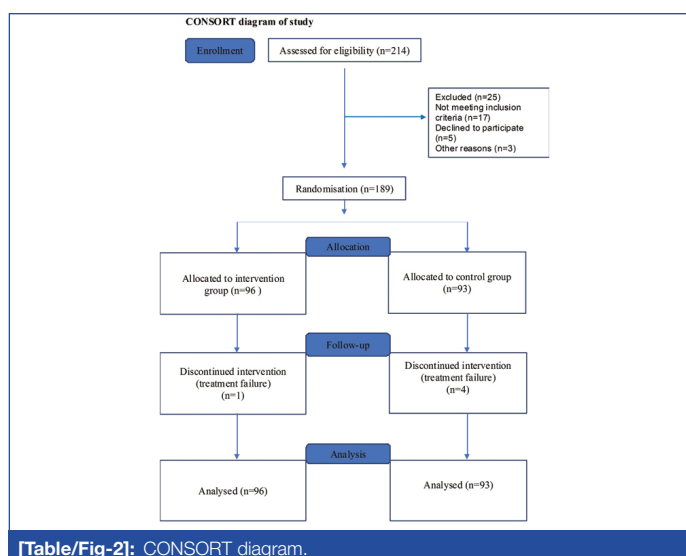 CONSORT diagram of study
Enrollment
Assessed for eligibility (n=214)
Excluded (n=25)
Not meeting inclusion
criteria (n=17)
Declined to participate
(n=5)
Other reasons (n=3)
Randomisation (n=189)
Allocation
Allocated to intervention
group (n=96 )
Allocated to control group
(n=93)
Follow-up
Discontinued intervention
(treatment failure)
(n=1)
Discontinued intervention
(treatment failure)
(n=4)
Analysis
Analysed (n=96)
Analysed (n=93)
[Table/Fig-2]: CONSORT diagram.